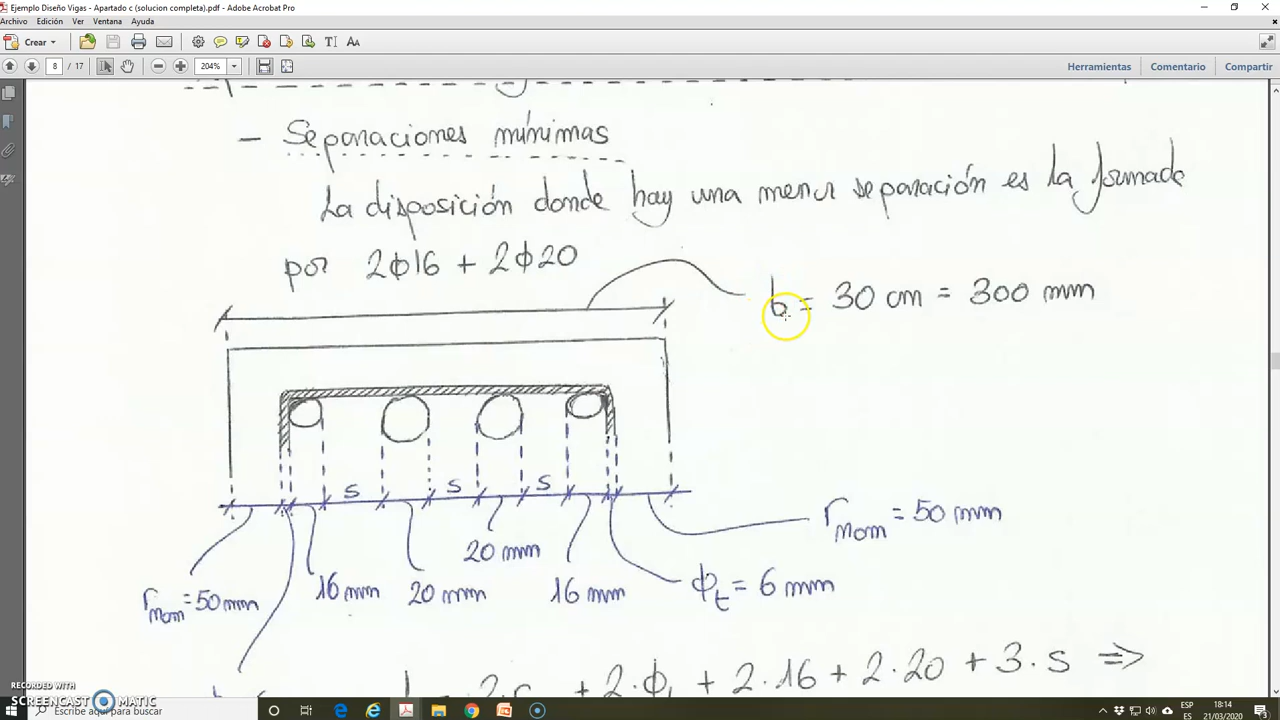 Ejemplo Diseño Vigas - Apartado c (solucion completa).pdf - Adobe Acrobat Pro
Archivo Edición Ver Ventana Ayuda
Crear
8 / 17 204% Herramientas Comentario Compartir
- Separaciones mínimas
La disposición donde hay una menor separación es la formada
por 2ϕ16 + 2ϕ20
b = 30 cm = 300 mm
s s s
r_nom = 50 mm
20 mm
r_nom = 50 mm 16 mm 20 mm 16 mm ϕ_t = 6 mm
+ 2·ϕ + 2·16 + 2·20 + 3·s ⇒
RECORDED WITH
SCREENCAST MATIC
Escribe aquí para buscar
ESP 18:14
ES 21/03/2020